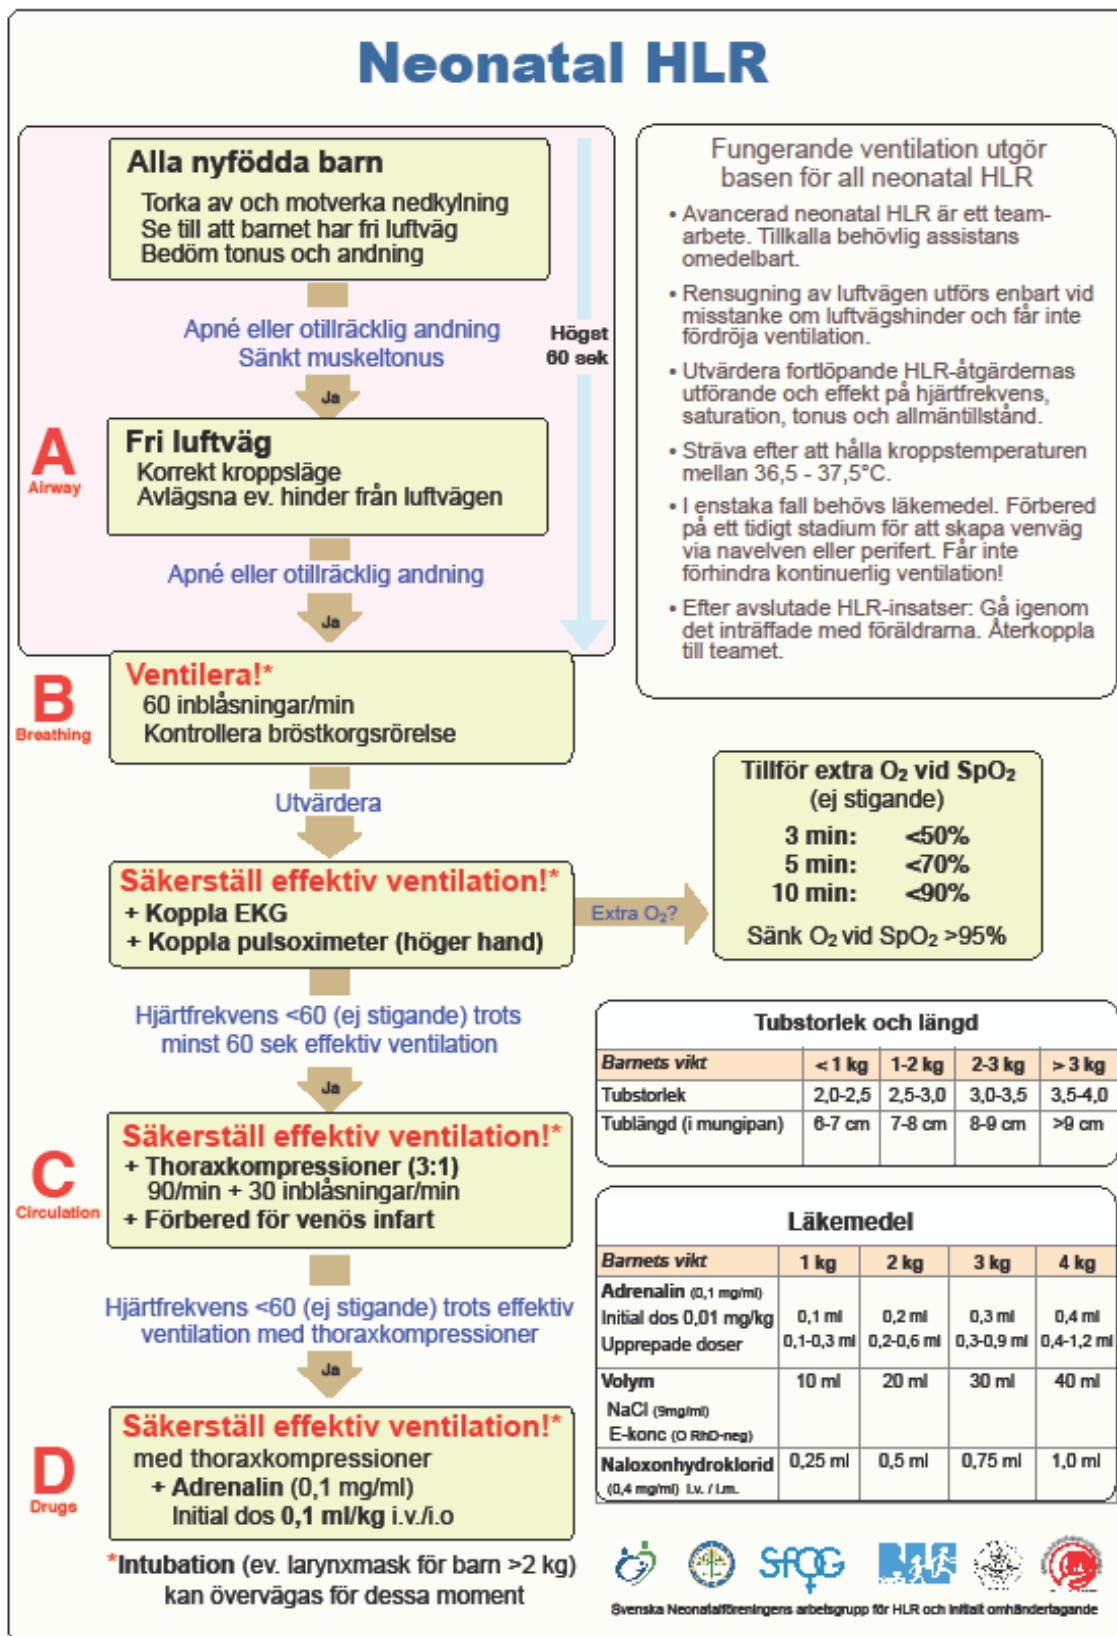 Neonatal HLR
Alla nyfödda barn
Torka av och motverka nedkylning
Se till att barnet har fri luftväg
Bedöm tonus och andning
Apné eller otillräcklig andning
Sänkt muskeltonus
Högst
60 sek
Ja
A
Airway
Fri luftväg
Korrekt kroppsläge
Avlägsna ev. hinder från luftvägen
Apné eller otillräcklig andning
Ja
B
Breathing
Ventilera!*
60 inblåsningar/min
Kontrollera bröstkorgsrörelse
Utvärdera
Säkerställ effektiv ventilation!*
+ Koppla EKG
+ Koppla pulsoximeter (höger hand)
Extra O₂?
Hjärtfrekvens <60 (ej stigande) trots
minst 60 sek effektiv ventilation
Ja
C
Circulation
Säkerställ effektiv ventilation!*
+ Thoraxkompressioner (3:1)
90/min + 30 inblåsningar/min
+ Förbered för venös infart
Hjärtfrekvens <60 (ej stigande) trots effektiv
ventilation med thoraxkompressioner
Ja
D
Drugs
Säkerställ effektiv ventilation!*
med thoraxkompressioner
+ Adrenalin (0,1 mg/ml)
Initial dos 0,1 ml/kg i.v./i.o
*Intubation (ev. larynxmask för barn >2 kg)
kan övervägas för dessa moment
Fungerande ventilation utgör
basen för all neonatal HLR
• Avancerad neonatal HLR är ett team-
arbete. Tillkalla behövlig assistans
omedelbart.
• Rensugning av luftvägen utförs enbart vid
misstanke om luftvägshinder och får inte
fördröja ventilation.
• Utvärdera fortlöpande HLR-åtgärdernas
utförande och effekt på hjärtfrekvens,
saturation, tonus och allmäntillstånd.
• Sträva efter att hålla kroppstemperaturen
mellan 36,5 - 37,5°C.
• I enstaka fall behövs läkemedel. Förbered
på ett tidigt stadium för att skapa venväg
via navelven eller perifert. Får inte
förhindra kontinuerlig ventilation!
• Efter avslutade HLR-insatser: Gå igenom
det inträffade med föräldrarna. Återkoppla
till teamet.
Tillför extra O₂ vid SpO₂
(ej stigande)
3 min: <50%
5 min: <70%
10 min: <90%
Sänk O₂ vid SpO₂ >95%
Tubstorlek och längd
Barnets vikt < 1 kg 1-2 kg 2-3 kg > 3 kg
Tubstorlek 2,0-2,5 2,5-3,0 3,0-3,5 3,5-4,0
Tublängd (i mungipan) 6-7 cm 7-8 cm 8-9 cm >9 cm
Läkemedel
Barnets vikt 1 kg 2 kg 3 kg 4 kg
Adrenalin (0,1 mg/ml)
Initial dos 0,01 mg/kg 0,1 ml 0,2 ml 0,3 ml 0,4 ml
Upprepade doser 0,1-0,3 ml 0,2-0,6 ml 0,3-0,9 ml 0,4-1,2 ml
Volym 10 ml 20 ml 30 ml 40 ml
NaCl (9mg/ml)
E-konc (O RhD-neg)
Naloxonhydroklorid 0,25 ml 0,5 ml 0,75 ml 1,0 ml
(0,4 mg/ml) i.v. / i.m.
SFOG
Svenska Neonatalföreningens arbetsgrupp för HLR och initialt omhändertagande